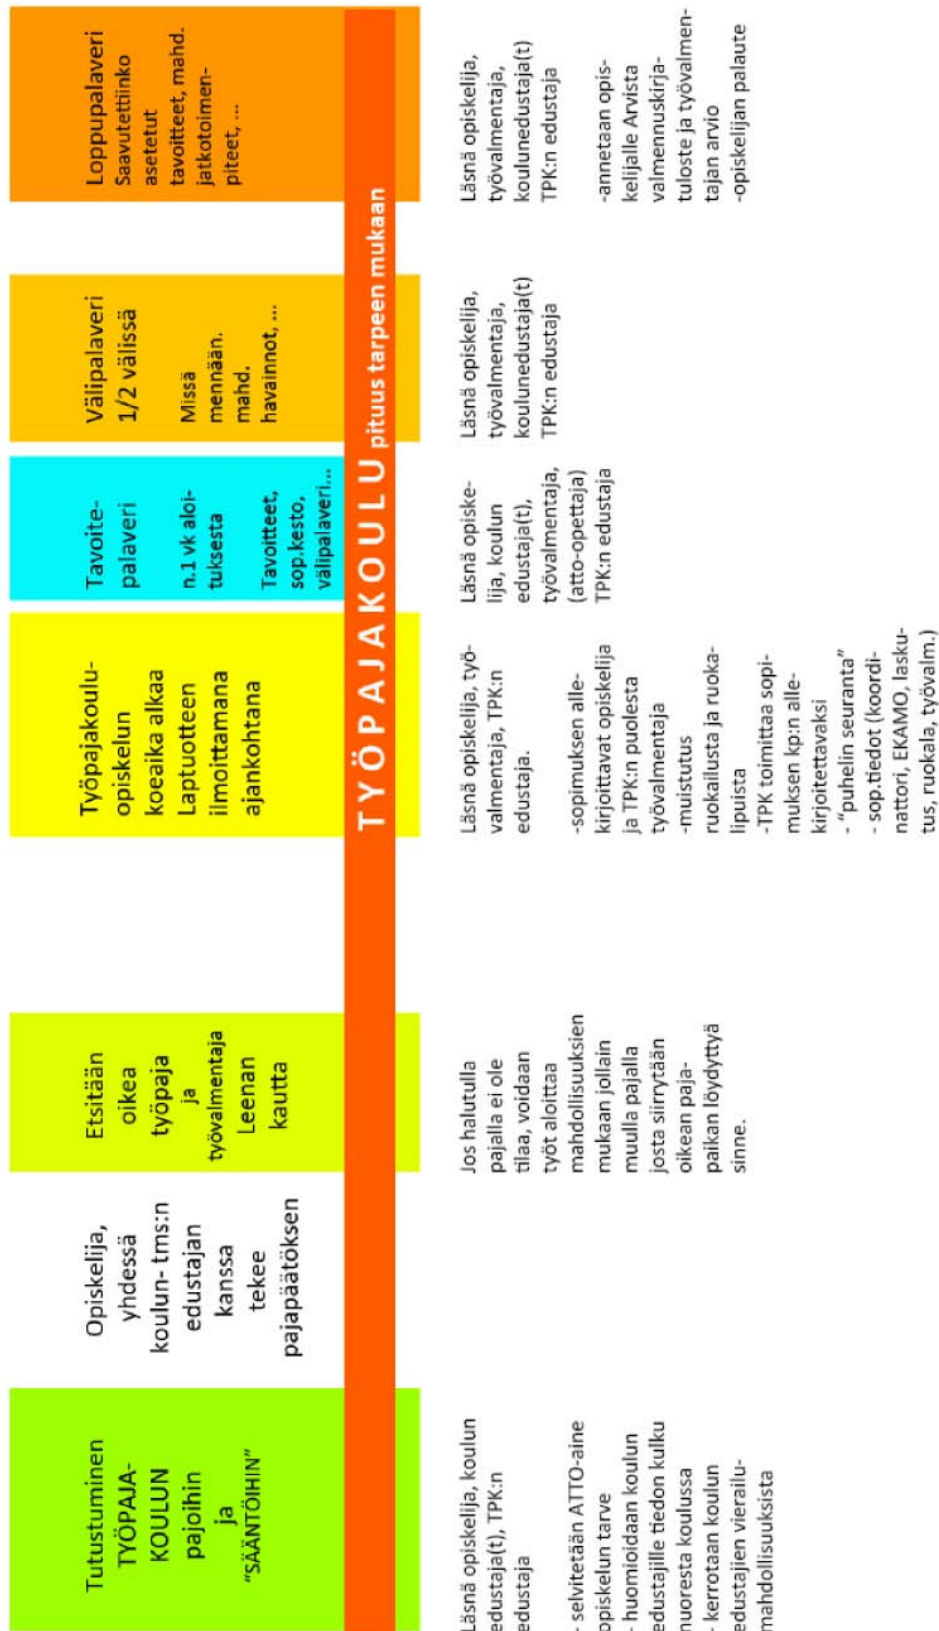 Tutustuminen
TYÖPAJA-
KOULUN
pajoihin
ja
"SÄÄNTÖIHIN"
Opiskelija,
yhdessä
koulun- tms:n
edustajan
kanssa
tekee
pajapäätöksen
Etsitään
oikea
työpaja
ja
työvalmentaja
Leenan
kautta
Työpajakoulu-
opiskelun
koeaika alkaa
Laptuotteen
ilmoittamana
ajankohtana
Tavoite-
palaveri
n.1 vk aloi-
tuksesta
Tavoitteet,
sop.kesto,
välipalaveri...
Välipalaveri
1/2 välissä
Missä
mennään.
mahd.
havainnot, ...
Loppupalaveri
Saavutettiinko
asetetut
tavoitteet, mahd.
jatkotoimen-
piteet, ...
TYÖPAJAKOULU pituus tarpeen mukaan
Läsnä opiskelija, koulun
edustaja(t), TPK:n
edustaja
- selvitetään ATTO-aine
opiskelun tarve
- huomioidaan koulun
edustajille tiedon kulku
nuoresta koulussa
- kerrotaan koulun
edustajien vierailu-
mahdollisuuksista
Jos halutulla
pajalla ei ole
tilaa, voidaan
työt aloittaa
mahdollisuuksien
mukaan jollain
muulla pajalla
josta siirrytään
oikean paja-
paikan löydyttyä
sinne.
Läsnä opiskelija, työ-
valmentaja, TPK:n
edustaja.
-sopimuksen alle-
kirjoittavat opiskelija
ja TPK:n puolesta
työvalmentaja
-muistutus
ruokailusta ja ruoka-
lipuista
-TPK toimittaa sopi-
muksen kp:n alle-
kirjoitettavaksi
- "puhelin seuranta"
- sop.tiedot (koordi-
nattori, EKAMO, lasku-
tus, ruokala, työvalm.)
Läsnä opiske-
lija, koulun
edustaja(t),
työvalmentaja,
(atto-opettaja)
TPK:n edustaja
Läsnä opiskelija,
työvalmentaja,
koulunedustaja(t)
TPK:n edustaja
Läsnä opiskelija,
työvalmentaja,
koulunedustaja(t)
TPK:n edustaja
-annetaan opis-
kelijalle Arvista
valmennuskirja-
tuloste ja työvalmen-
tajan arvio
-opiskelijan palaute